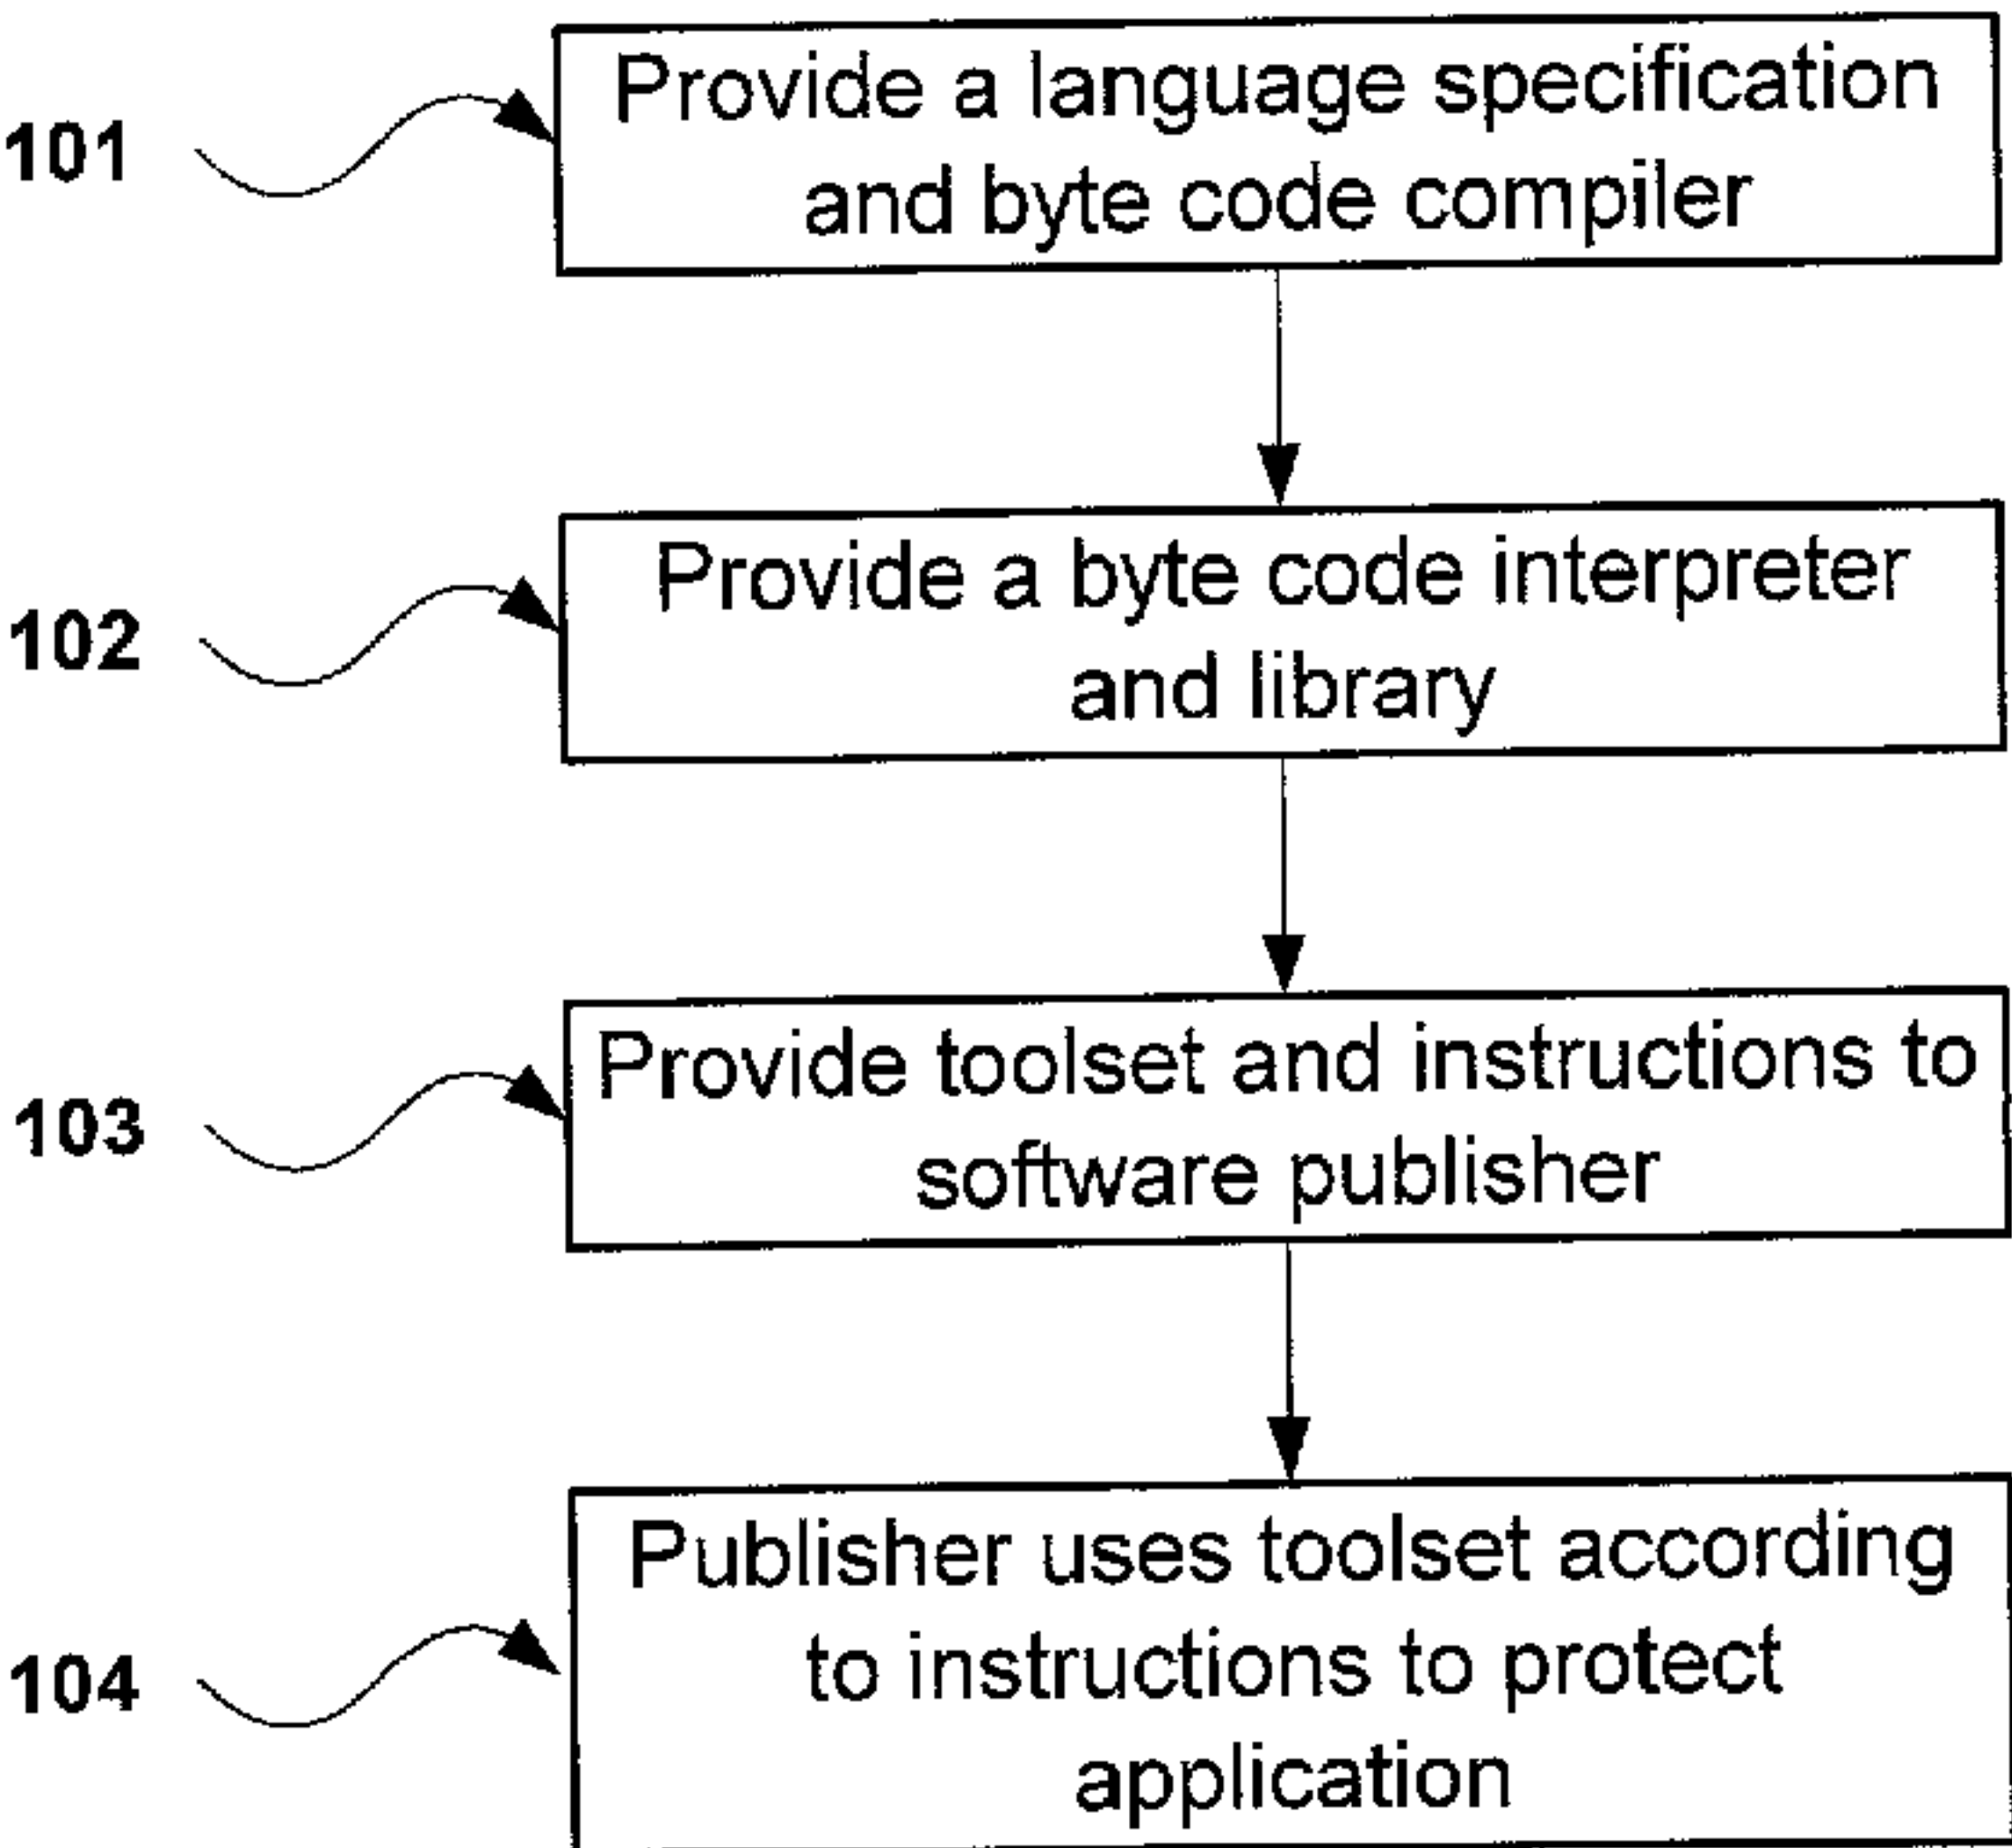 101
Provide a language specification
and byte code compiler
102
Provide a byte code interpreter
and library
103
Provide toolset and instructions to
software publisher
104
Publisher uses toolset according
to instructions to protect
application